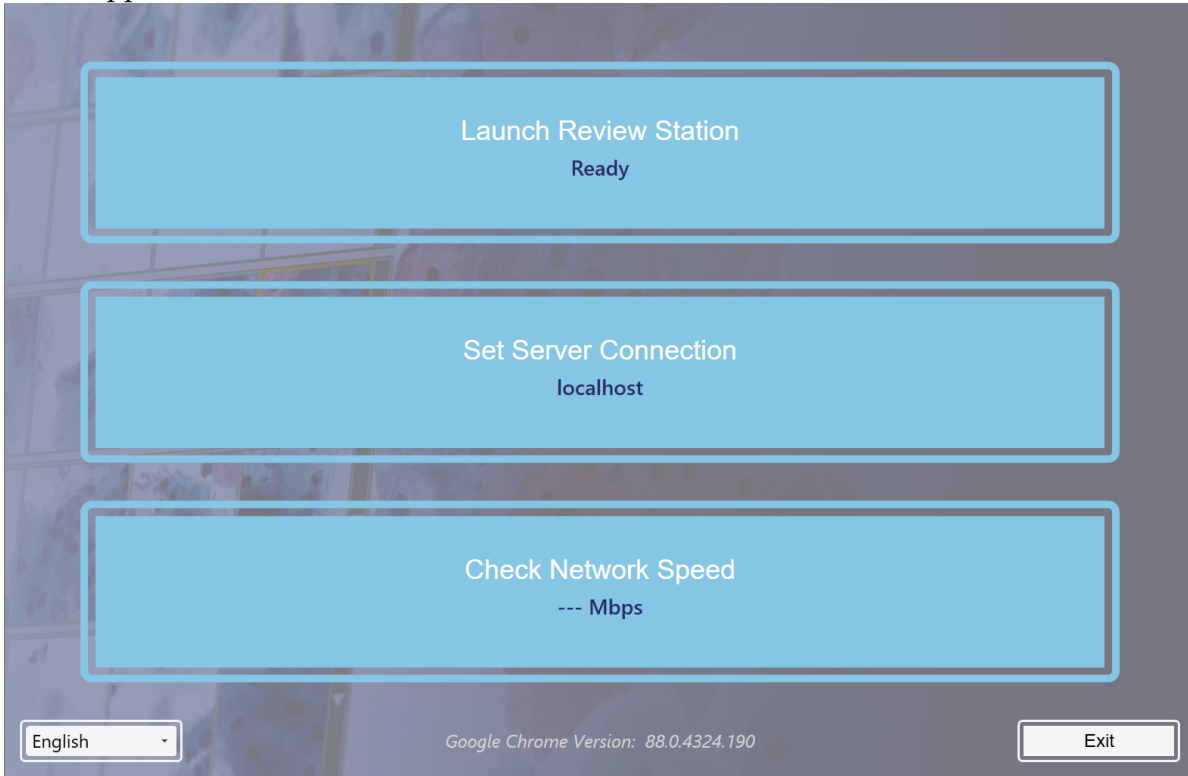 Launch Review Station
Ready
Set Server Connection
localhost
Check Network Speed
--- Mbps
English
Google Chrome Version: 88.0.4324.190
Exit